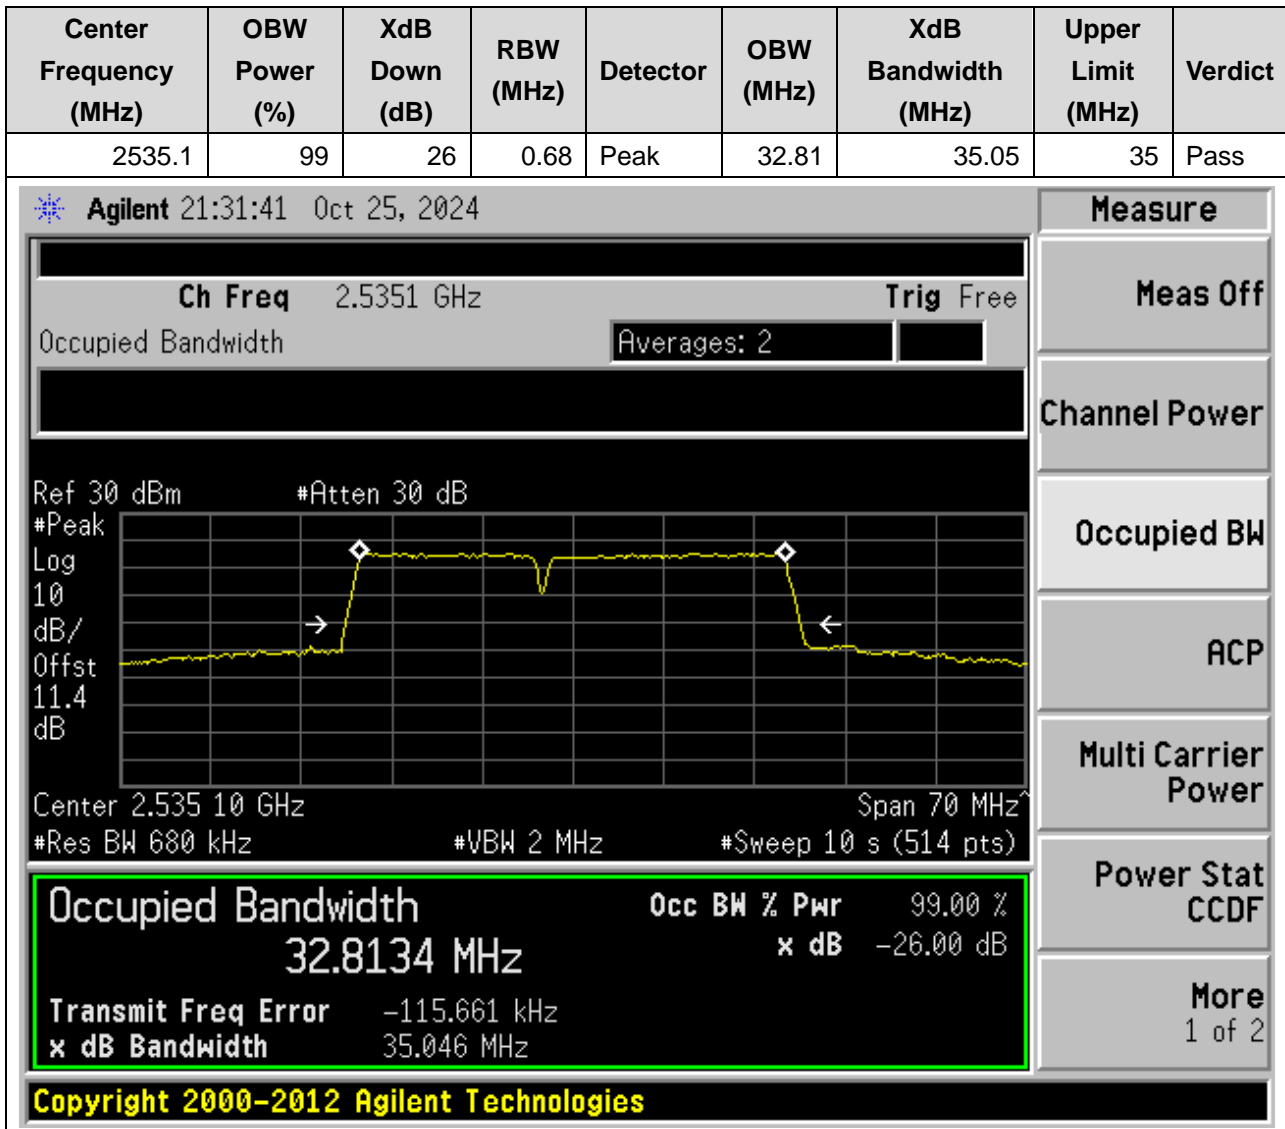 Center Frequency (MHz) OBW Power (%) XdB Down (dB) RBW (MHz) Detector OBW (MHz) XdB Bandwidth (MHz) Upper Limit (MHz) Verdict
2535.1 99 26 0.68 Peak 32.81 35.05 35 Pass
Agilent 21:31:41 Oct 25, 2024
Measure
Ch Freq 2.5351 GHz Trig Free
Meas Off
Occupied Bandwidth Averages: 2
Channel Power
Ref 30 dBm #Atten 30 dB
#Peak
Log
10
dB/
Offst
11.4
dB
Occupied BW
ACP
Multi Carrier
Power
Center 2.535 10 GHz Span 70 MHz^
#Res BW 680 kHz #VBW 2 MHz #Sweep 10 s (514 pts)
Power Stat
CCDF
Occupied Bandwidth Occ BW % Pwr 99.00 %
32.8134 MHz x dB -26.00 dB
Transmit Freq Error -115.661 kHz
x dB Bandwidth 35.046 MHz
More
1 of 2
Copyright 2000-2012 Agilent Technologies